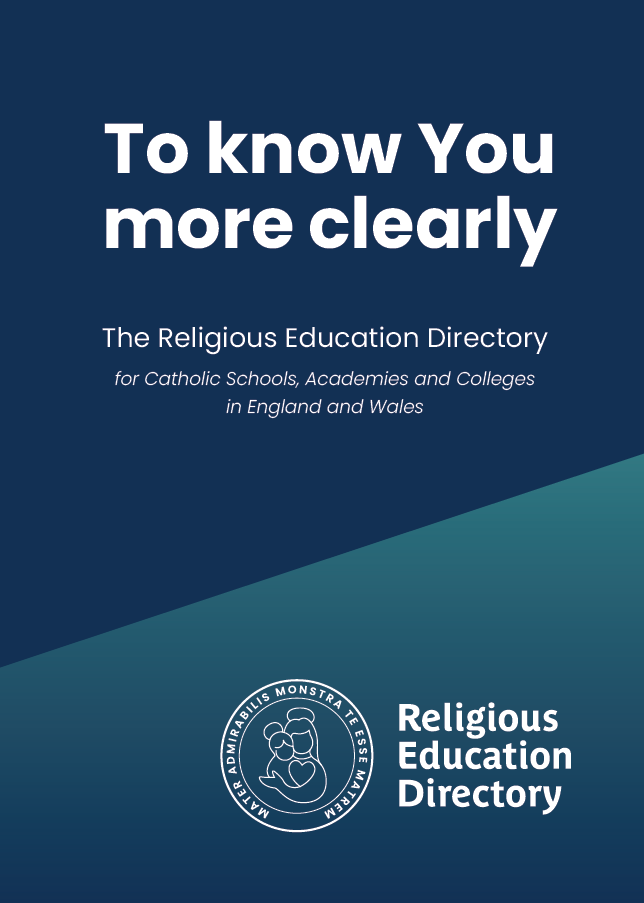 To know You
more clearly
The Religious Education Directory
for Catholic Schools, Academies and Colleges
in England and Wales
MATER ADMIRABILIS MONSTRA TE ESSE MATREM
Religious
Education
Directory